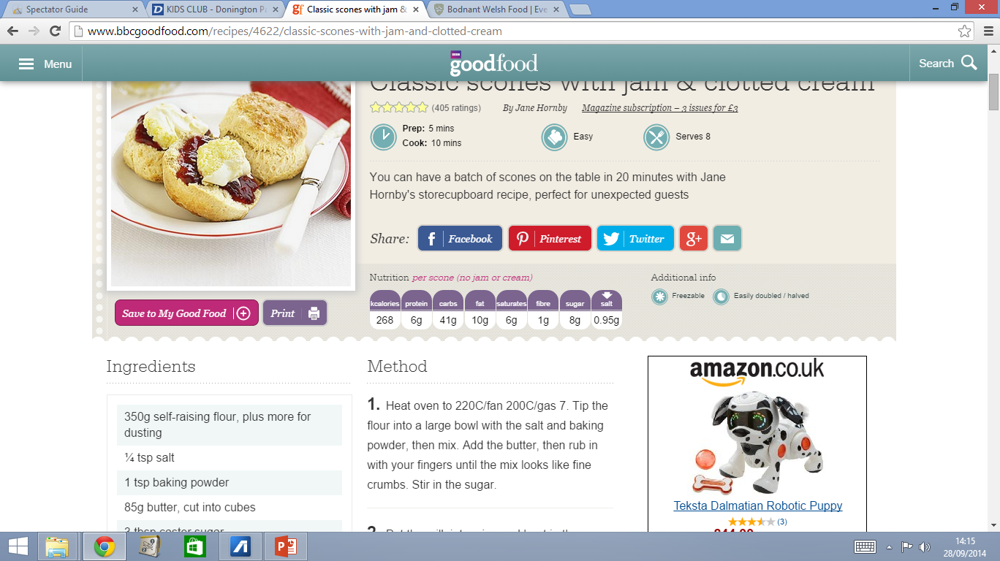 Spectator Guide
KIDS CLUB - Donington Pa
Classic scones with jam &
Bodnant Welsh Food | Eve
www.bbcgoodfood.com/recipes/4622/classic-scones-with-jam-and-clotted-cream
Menu
BBC
goodfood
Search
Classic scones with jam & clotted cream
(405 ratings)
By Jane Hornby
Magazine subscription – 3 issues for £3
Prep: 5 mins
Cook: 10 mins
Easy
Serves 8
You can have a batch of scones on the table in 20 minutes with Jane
Hornby's storecupboard recipe, perfect for unexpected guests
Share:
Facebook
Pinterest
Twitter
g+
Nutrition per scone (no jam or cream)
kcalories protein carbs fat saturates fibre sugar salt
268 6g 41g 10g 6g 1g 8g 0.95g
Additional info
Freezable
Easily doubled / halved
Save to My Good Food
Print
Ingredients
350g self-raising flour, plus more for
dusting
¼ tsp salt
1 tsp baking powder
85g butter, cut into cubes
3 tbsp caster sugar
Method
1. Heat oven to 220C/fan 200C/gas 7. Tip the
flour into a large bowl with the salt and baking
powder, then mix. Add the butter, then rub in
with your fingers until the mix looks like fine
crumbs. Stir in the sugar.
2.
amazon.co.uk
Teksta Dalmatian Robotic Puppy
(3)
14:15
28/09/2014